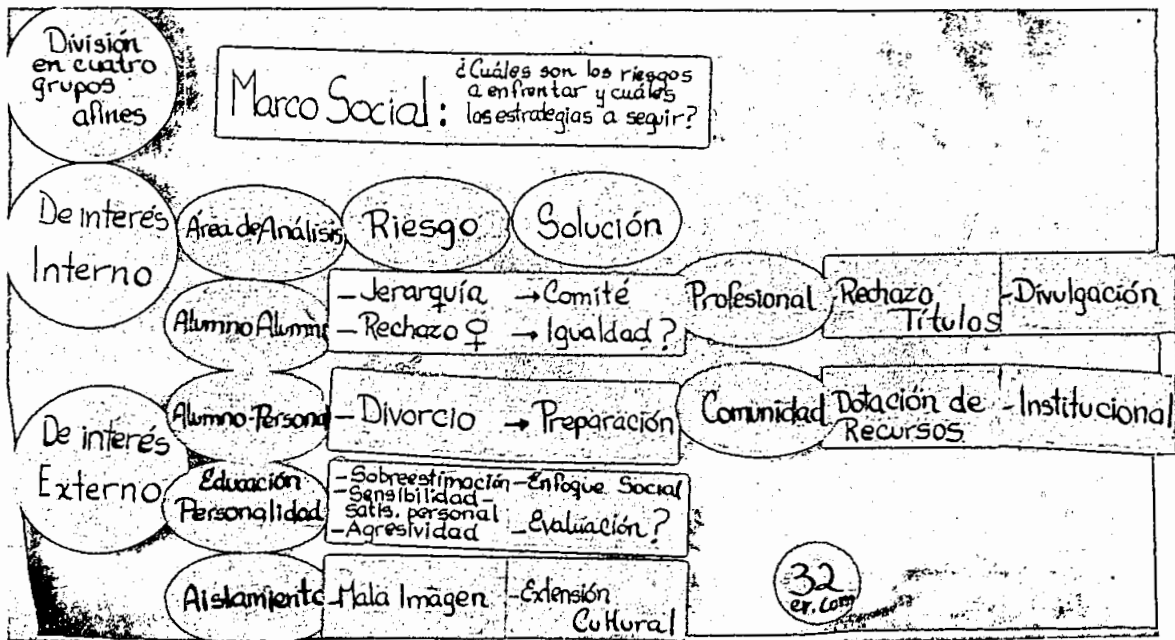 División
en cuatro
grupos
afines
Marco Social:
¿Cuáles son los riesgos
a enfrentar y cuáles
las estrategias a seguir?
De interés
Interno
Área de Análisis
Riesgo
Solución
Alumno Alumno
-Jerarquía →Comité
-Rechazo ♀ →Igualdad?
Profesional
-Rechazo
Títulos
-Divulgación
De interés
Externo
Alumno-Personal
-Divorcio →Preparación
Comunidad
Dotación de
Recursos
-Institucional
Educación
Personalidad
-Sobreestimación -Enfoque Social
-Sensibilidad-
satis. personal
-Agresividad -Evaluación?
Aislamiento
-Mala Imágen
-Extensión
Cultural
32
er. com